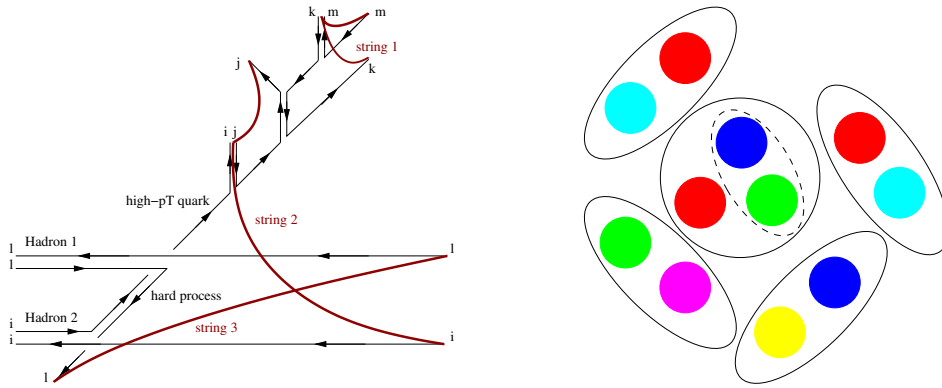 k m m
string 1
j k
i j
high−pT quark
string 2
l Hadron 1 l
l
hard process
i Hadron 2
string 3
i i
l